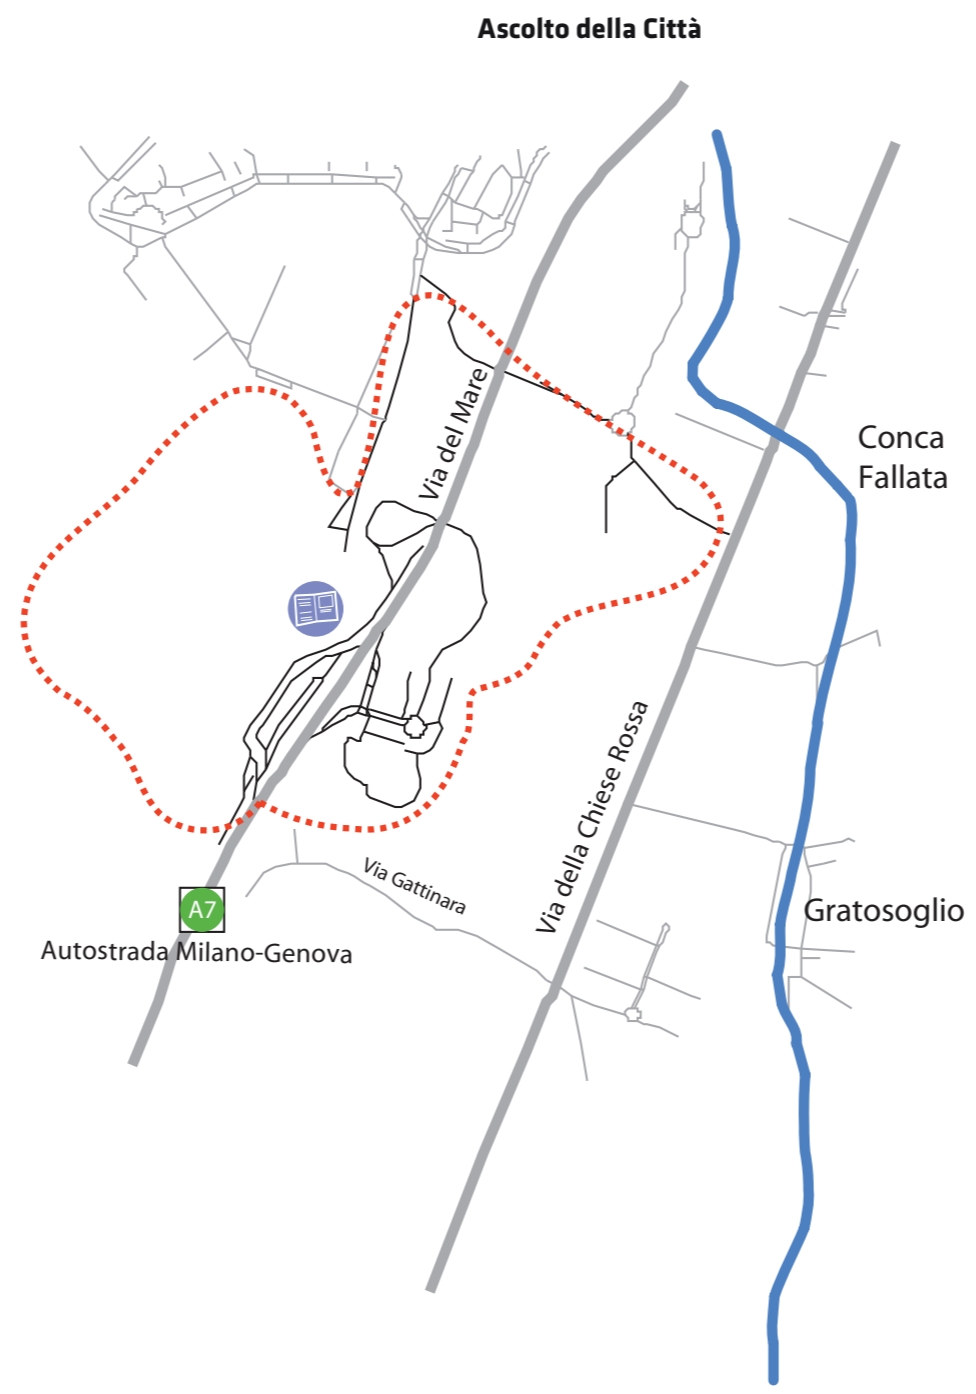 Ascolto della Città
Via del Mare
Conca
Fallata
Via della Chiese Rossa
Via Gattinara
Gratosoglio
A7
Autostrada Milano-Genova